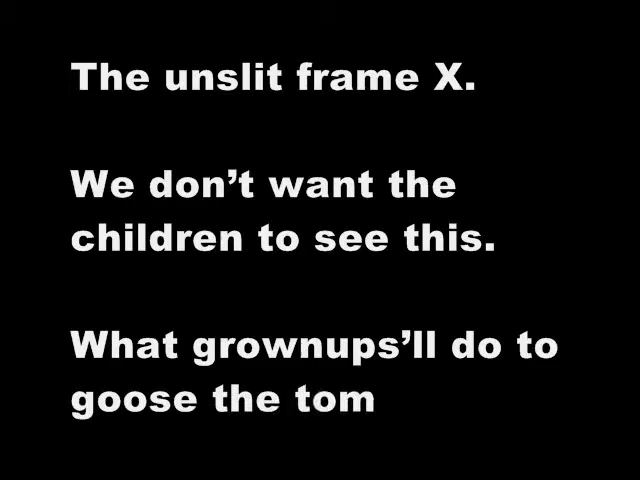 The unslit frame X.
We don’t want the
children to see this.
What grownups’ll do to
goose the tom